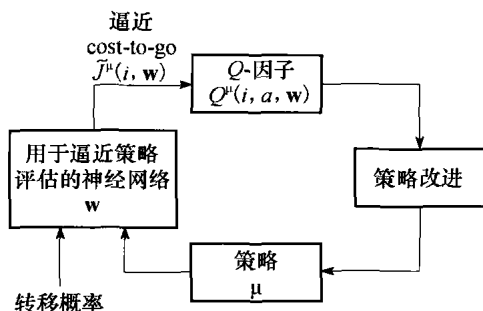 逼近
cost-to-go
J̃^μ(i, w)
Q-因子
Q^μ(i, a, w)
用于逼近策略
评估的神经网络
w
策略改进
策略
μ
转移概率